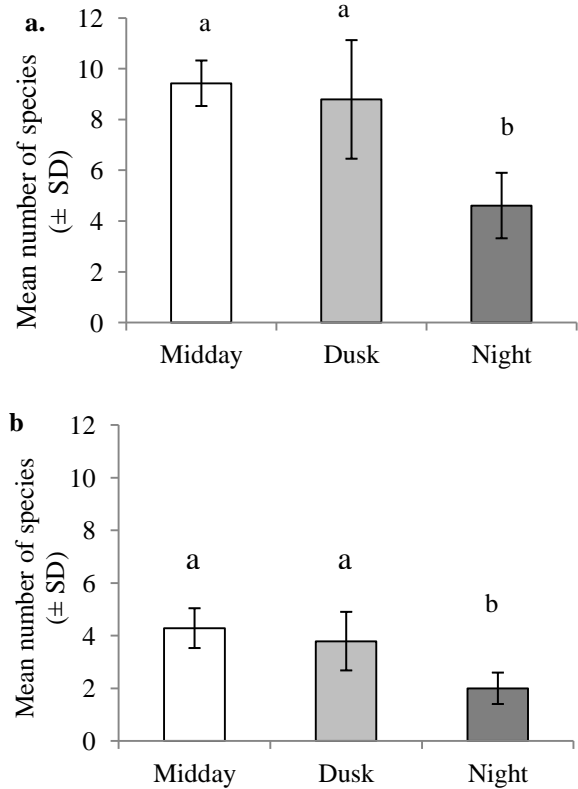 a.
Mean number of species
(± SD)
12
10
8
6
4
2
0
a
a
b
Midday Dusk Night
b
Mean number of species
(± SD)
12
10
8
6
4
2
0
a
a
b
Midday Dusk Night